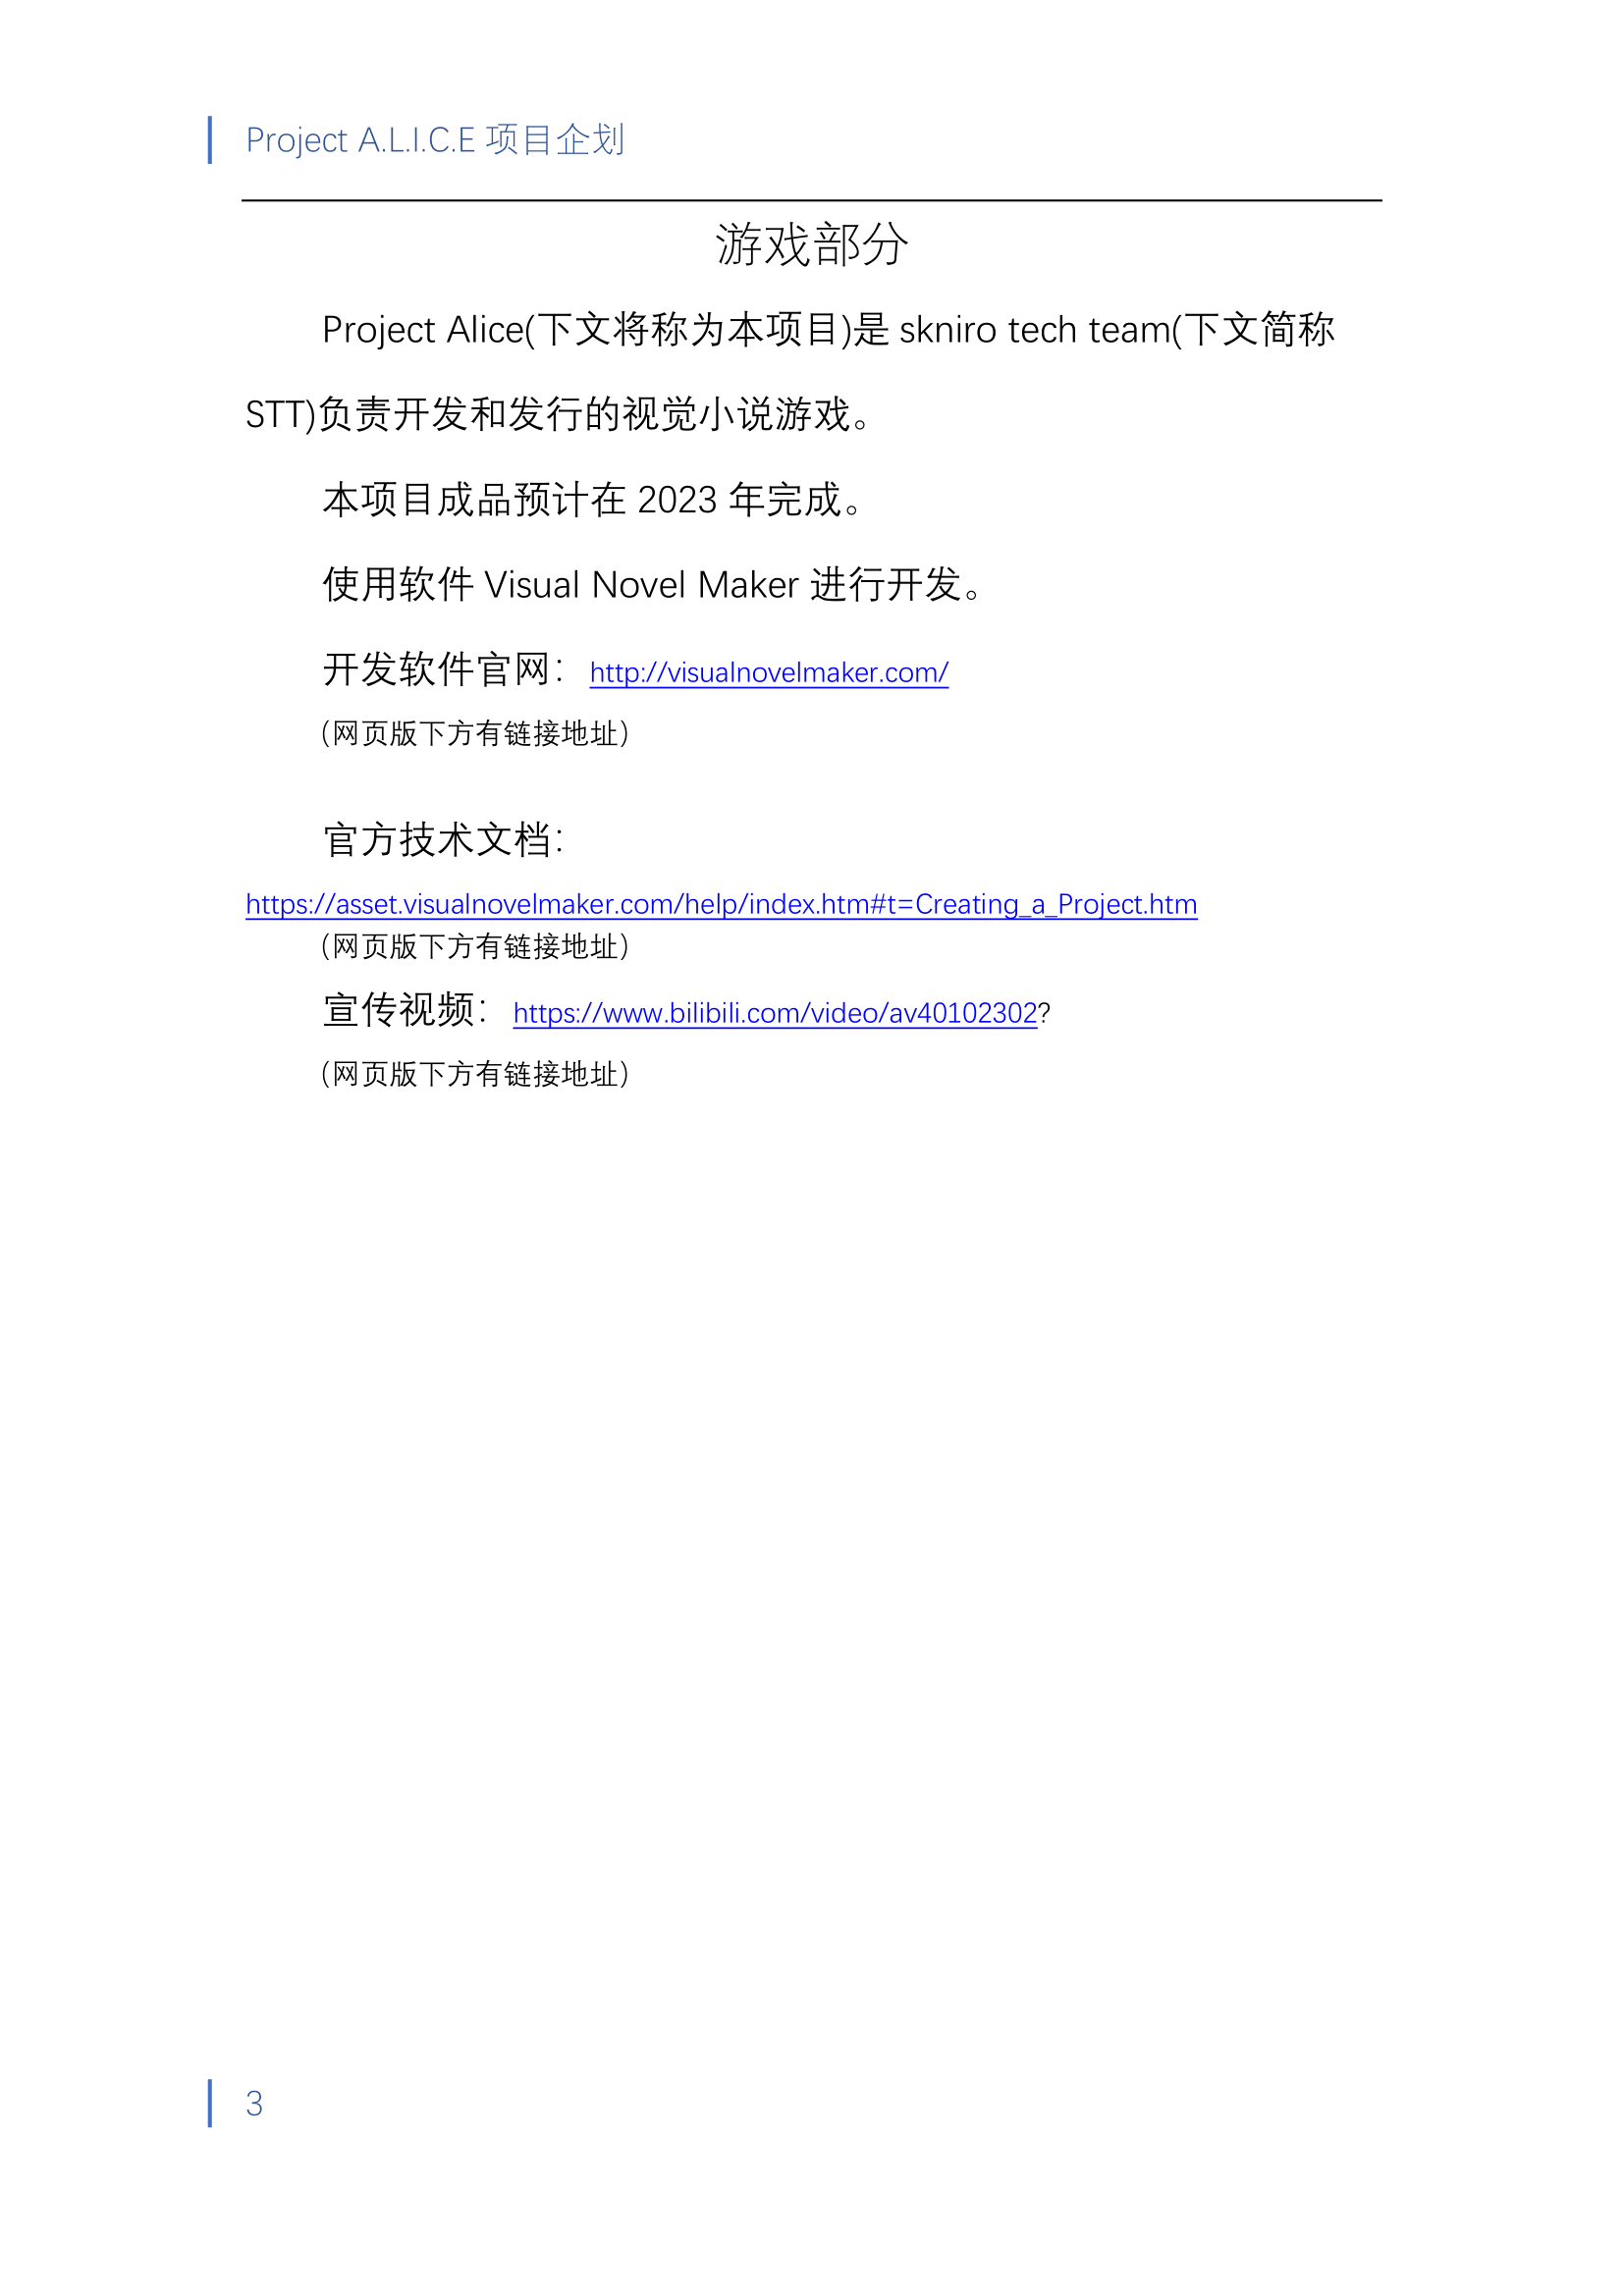 Project A.L.I.C.E 项目企划
游戏部分
Project Alice(下文将称为本项目)是 skniro tech team(下文简称
STT)负责开发和发行的视觉小说游戏。
本项目成品预计在 2023 年完成。
使用软件 Visual Novel Maker 进行开发。
开发软件官网：http://visualnovelmaker.com/
(网页版下方有链接地址)
官方技术文档：
https://asset.visualnovelmaker.com/help/index.htm#t=Creating_a_Project.htm
(网页版下方有链接地址)
宣传视频：https://www.bilibili.com/video/av40102302?
(网页版下方有链接地址)
3